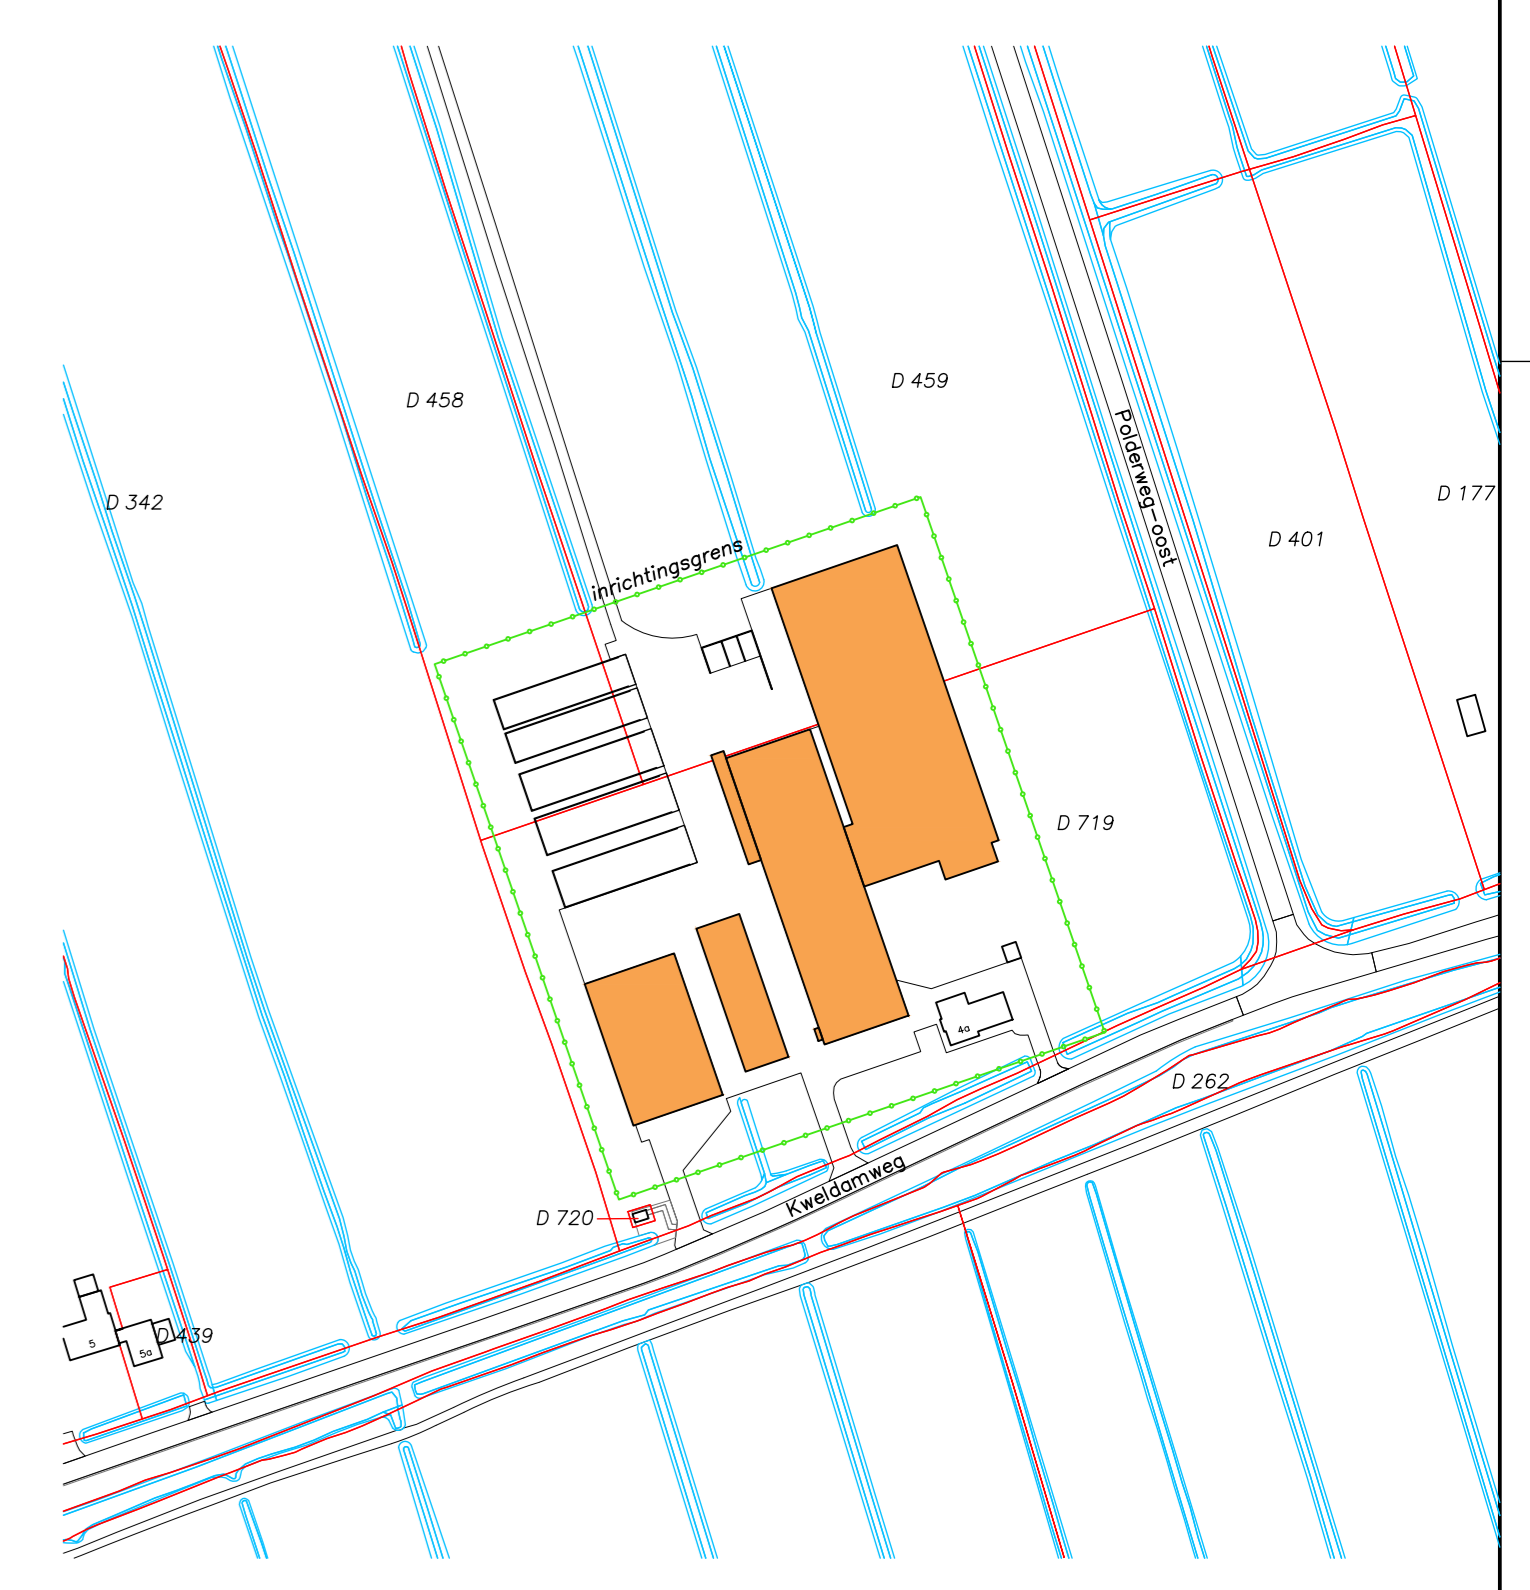 D 459
D 458
D 342
D 177
Polderweg-oost
D 401
inrichtingsgrens
D 719
4a
D 262
Kweldamweg
D 720
D 439
5
5a